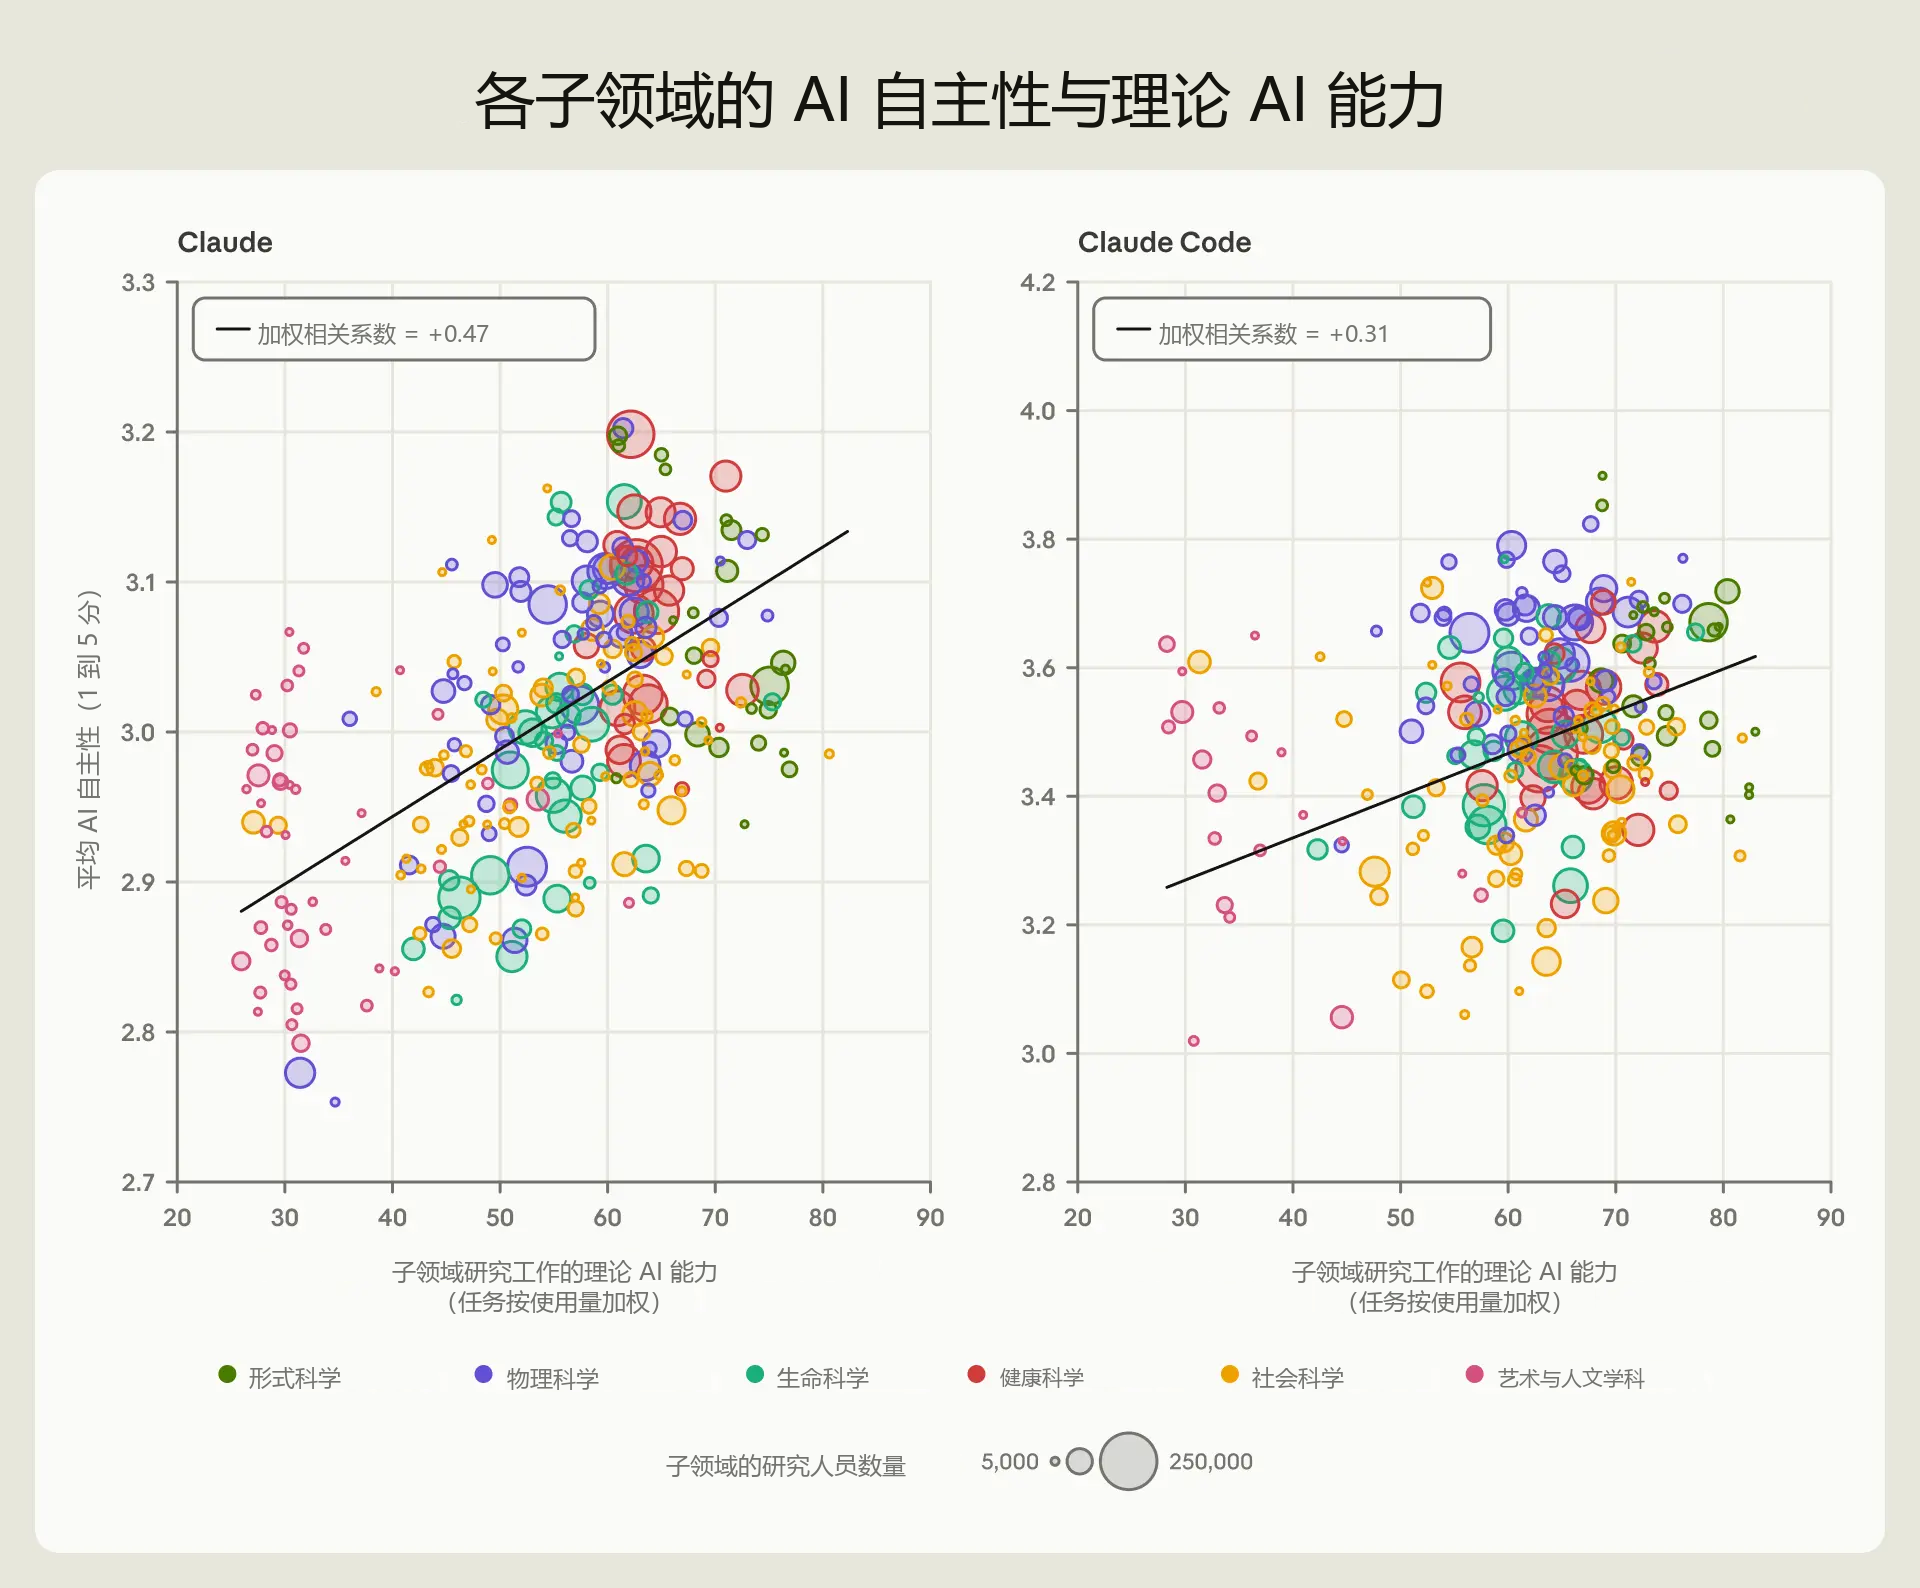 各子领域的 AI 自主性与理论 AI 能力
Claude
加权相关系数 = +0.47
3.3
3.2
3.1
3.0
2.9
2.8
2.7
平均 AI 自主性（1 到 5 分）
20 30 40 50 60 70 80 90
子领域研究工作的理论 AI 能力
（任务按使用量加权）
Claude Code
加权相关系数 = +0.31
4.2
4.0
3.8
3.6
3.4
3.2
3.0
2.8
20 30 40 50 60 70 80 90
子领域研究工作的理论 AI 能力
（任务按使用量加权）
形式科学 物理科学 生命科学 健康科学 社会科学 艺术与人文学科
子领域的研究人员数量 5,000 250,000